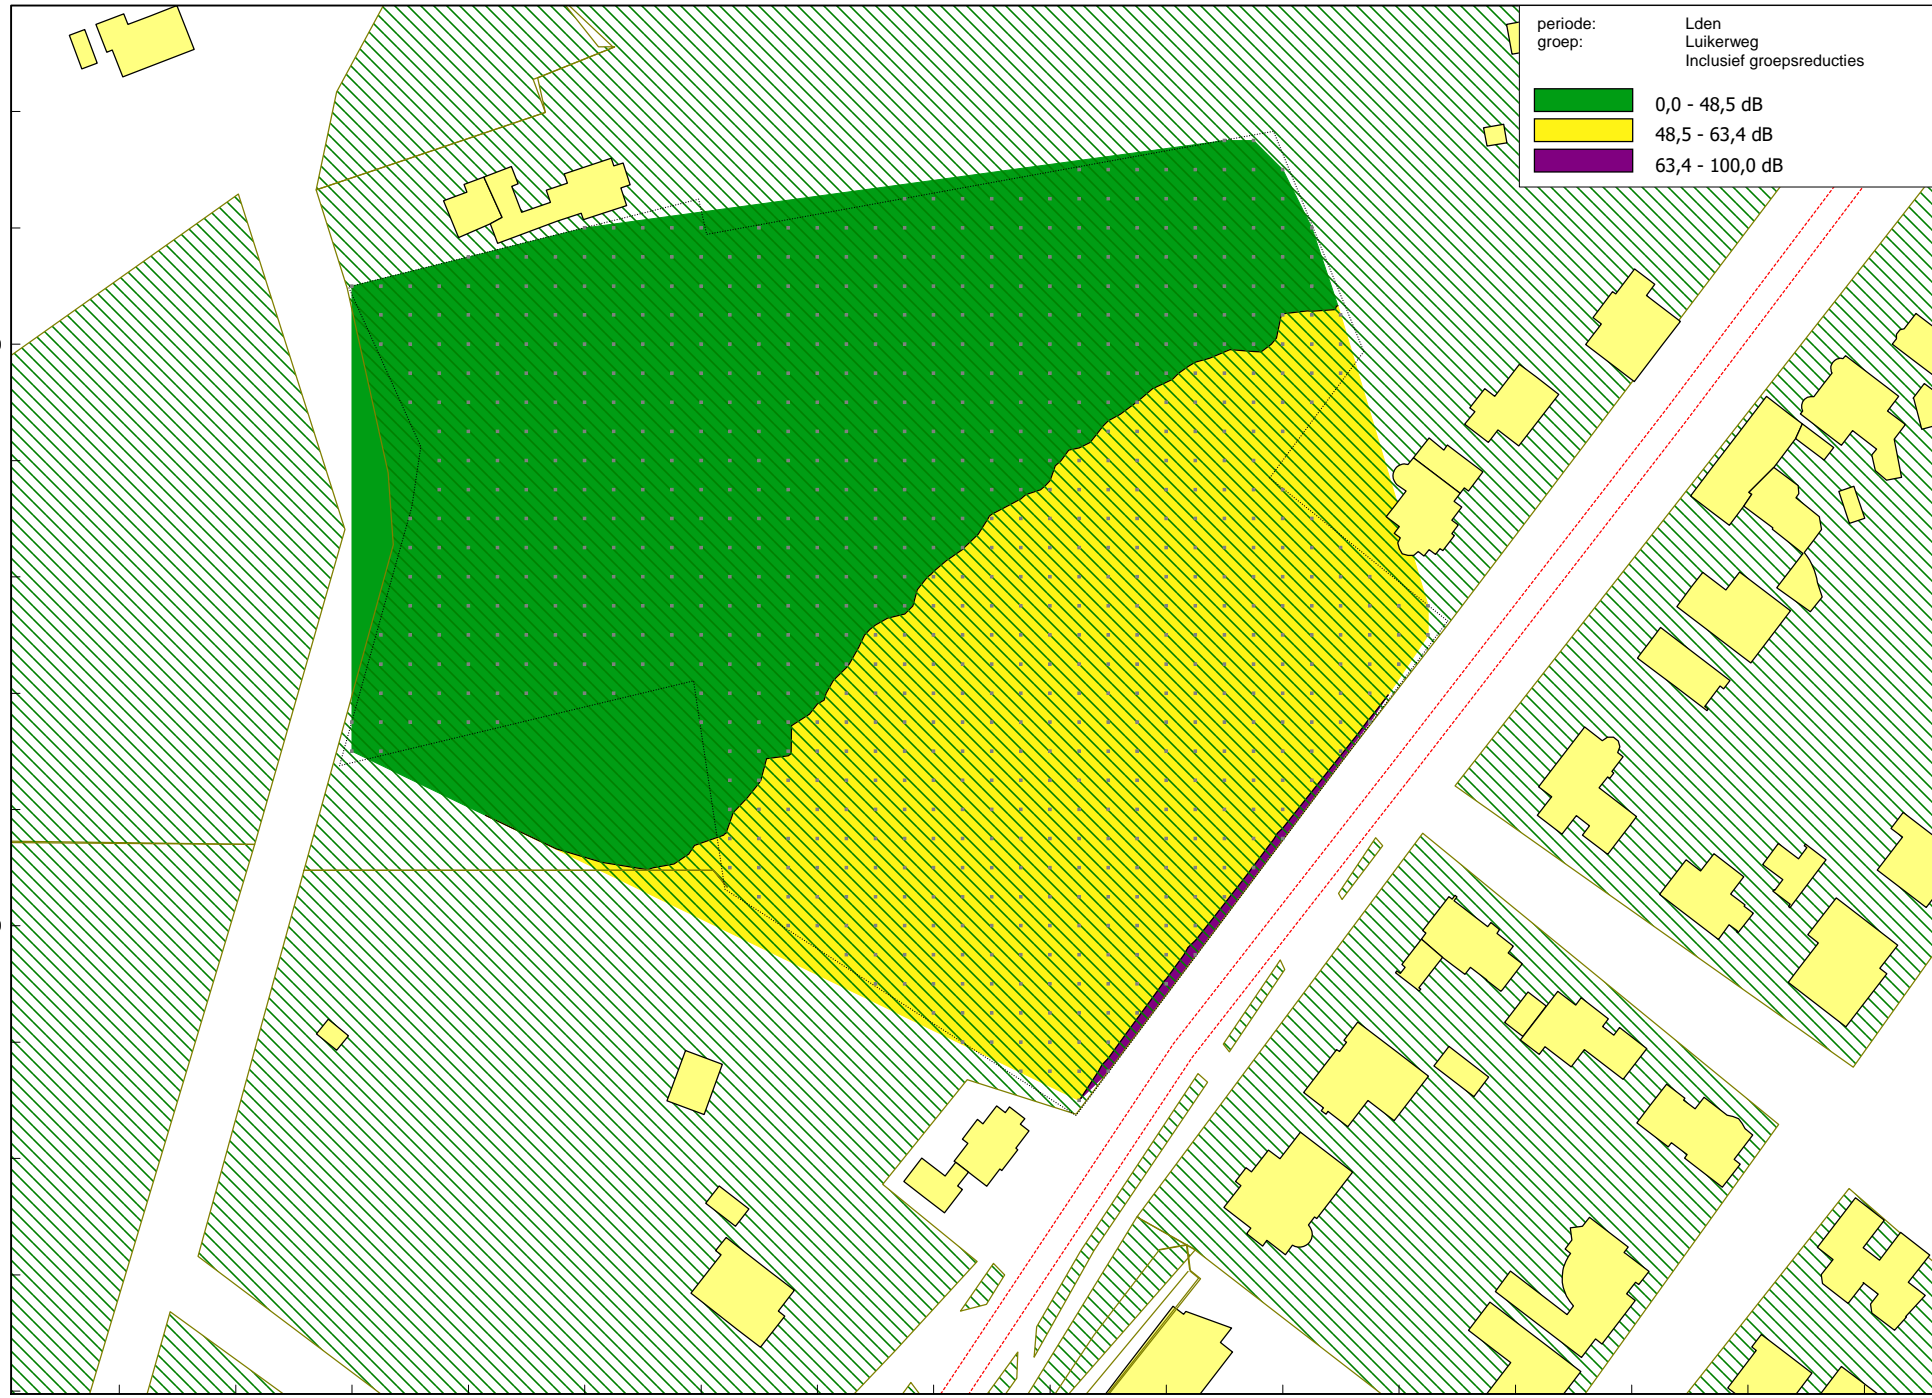 periode: Lden
groep: Luikerweg
Inclusief groepsreducties
0,0 - 48,5 dB
48,5 - 63,4 dB
63,4 - 100,0 dB